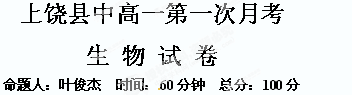 上饶县中高一第一次月考
生 物 试 卷
命题人：叶俊杰 时间：60分钟 总分：100分